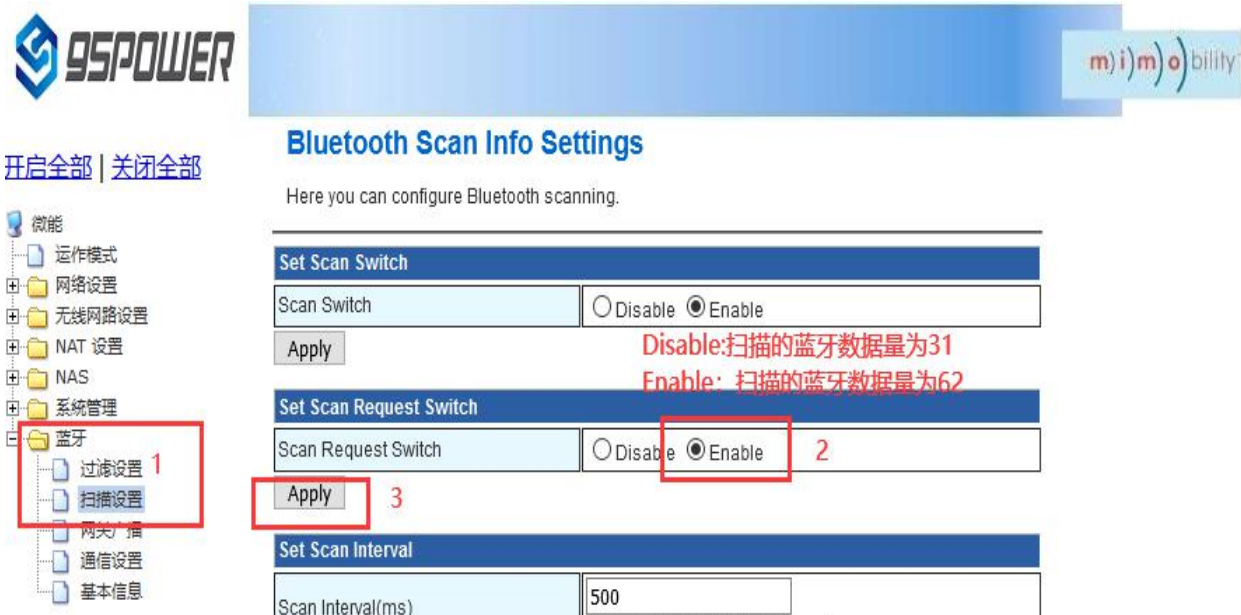 95POWER
m)i)m)o)bility
开启全部 | 关闭全部
微能
运作模式
网络设置
无线网路设置
NAT 设置
NAS
系统管理
蓝牙
过滤设置
1
扫描设置
网关广播
通信设置
基本信息
Bluetooth Scan Info Settings
Here you can configure Bluetooth scanning.
Set Scan Switch
Scan Switch
Disable Enable
Apply
Disable:扫描的蓝牙数据量为31
Enable：扫描的蓝牙数据量为62
Set Scan Request Switch
Scan Request Switch
Disable Enable
2
Apply
3
Set Scan Interval
Scan Interval(ms)
500